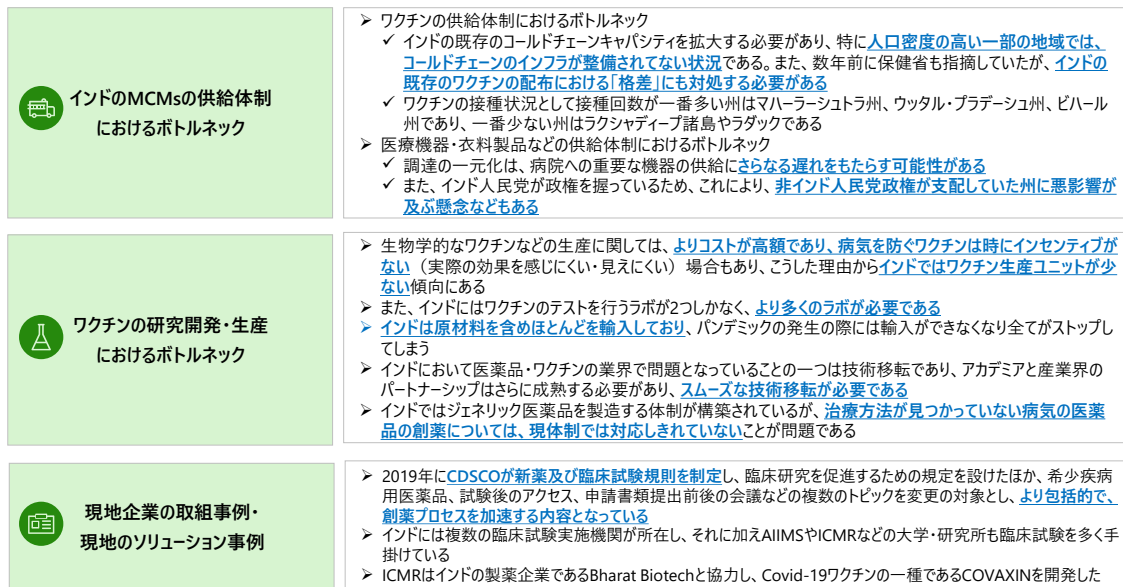 インドのMCMsの供給体制
におけるボトルネック
➢ ワクチンの供給体制におけるボトルネック
✓ インドの既存のコールドチェーンキャパシティを拡大する必要があり、特に人口密度の高い一部の地域では、
コールドチェーンのインフラが整備されてない状況である。また、数年前に保健省も指摘していたが、インドの
既存のワクチンの配布における「格差」にも対処する必要がある
✓ ワクチンの接種状況として接種回数が一番多い州はマハーラーシュトラ州、ウッタル・プラデーシュ州、ビハール
州であり、一番少ない州はラクシャディープ諸島やラダックである
➢ 医療機器・衣料製品などの供給体制におけるボトルネック
✓ 調達の一元化は、病院への重要な機器の供給にさらなる遅れをもたらす可能性がある
✓ また、インド人民党が政権を握っているため、これにより、非インド人民党政権が支配していた州に悪影響が
及ぶ懸念などもある
ワクチンの研究開発・生産
におけるボトルネック
➢ 生物学的なワクチンなどの生産に関しては、よりコストが高額であり、病気を防ぐワクチンは時にインセンティブが
ない（実際の効果を感じにくい・見えにくい）場合もあり、こうした理由からインドではワクチン生産ユニットが少
ない傾向にある
➢ また、インドにはワクチンのテストを行うラボが2つしかなく、より多くのラボが必要である
➢ インドは原材料を含めほとんどを輸入しており、パンデミックの発生の際には輸入ができなくなり全てがストップし
てしまう
➢ インドにおいて医薬品・ワクチンの業界で問題となっていることの一つは技術移転であり、アカデミアと産業界の
パートナーシップはさらに成熟する必要があり、スムーズな技術移転が必要である
➢ インドではジェネリック医薬品を製造する体制が構築されているが、治療方法が見つかっていない病気の医薬
品の創薬については、現体制では対応しきれていないことが問題である
現地企業の取組事例・
現地のソリューション事例
➢ 2019年にCDSCOが新薬及び臨床試験規則を制定し、臨床研究を促進するための規定を設けたほか、希少疾病
用医薬品、試験後のアクセス、申請書類提出前後の会議などの複数のトピックを変更の対象とし、より包括的で、
創薬プロセスを加速する内容となっている
➢ インドには複数の臨床試験実施機関が所在し、それに加えAIIMSやICMRなどの大学・研究所も臨床試験を多く手
掛けている
➢ ICMRはインドの製薬企業であるBharat Biotechと協力し、Covid-19ワクチンの一種であるCOVAXINを開発した